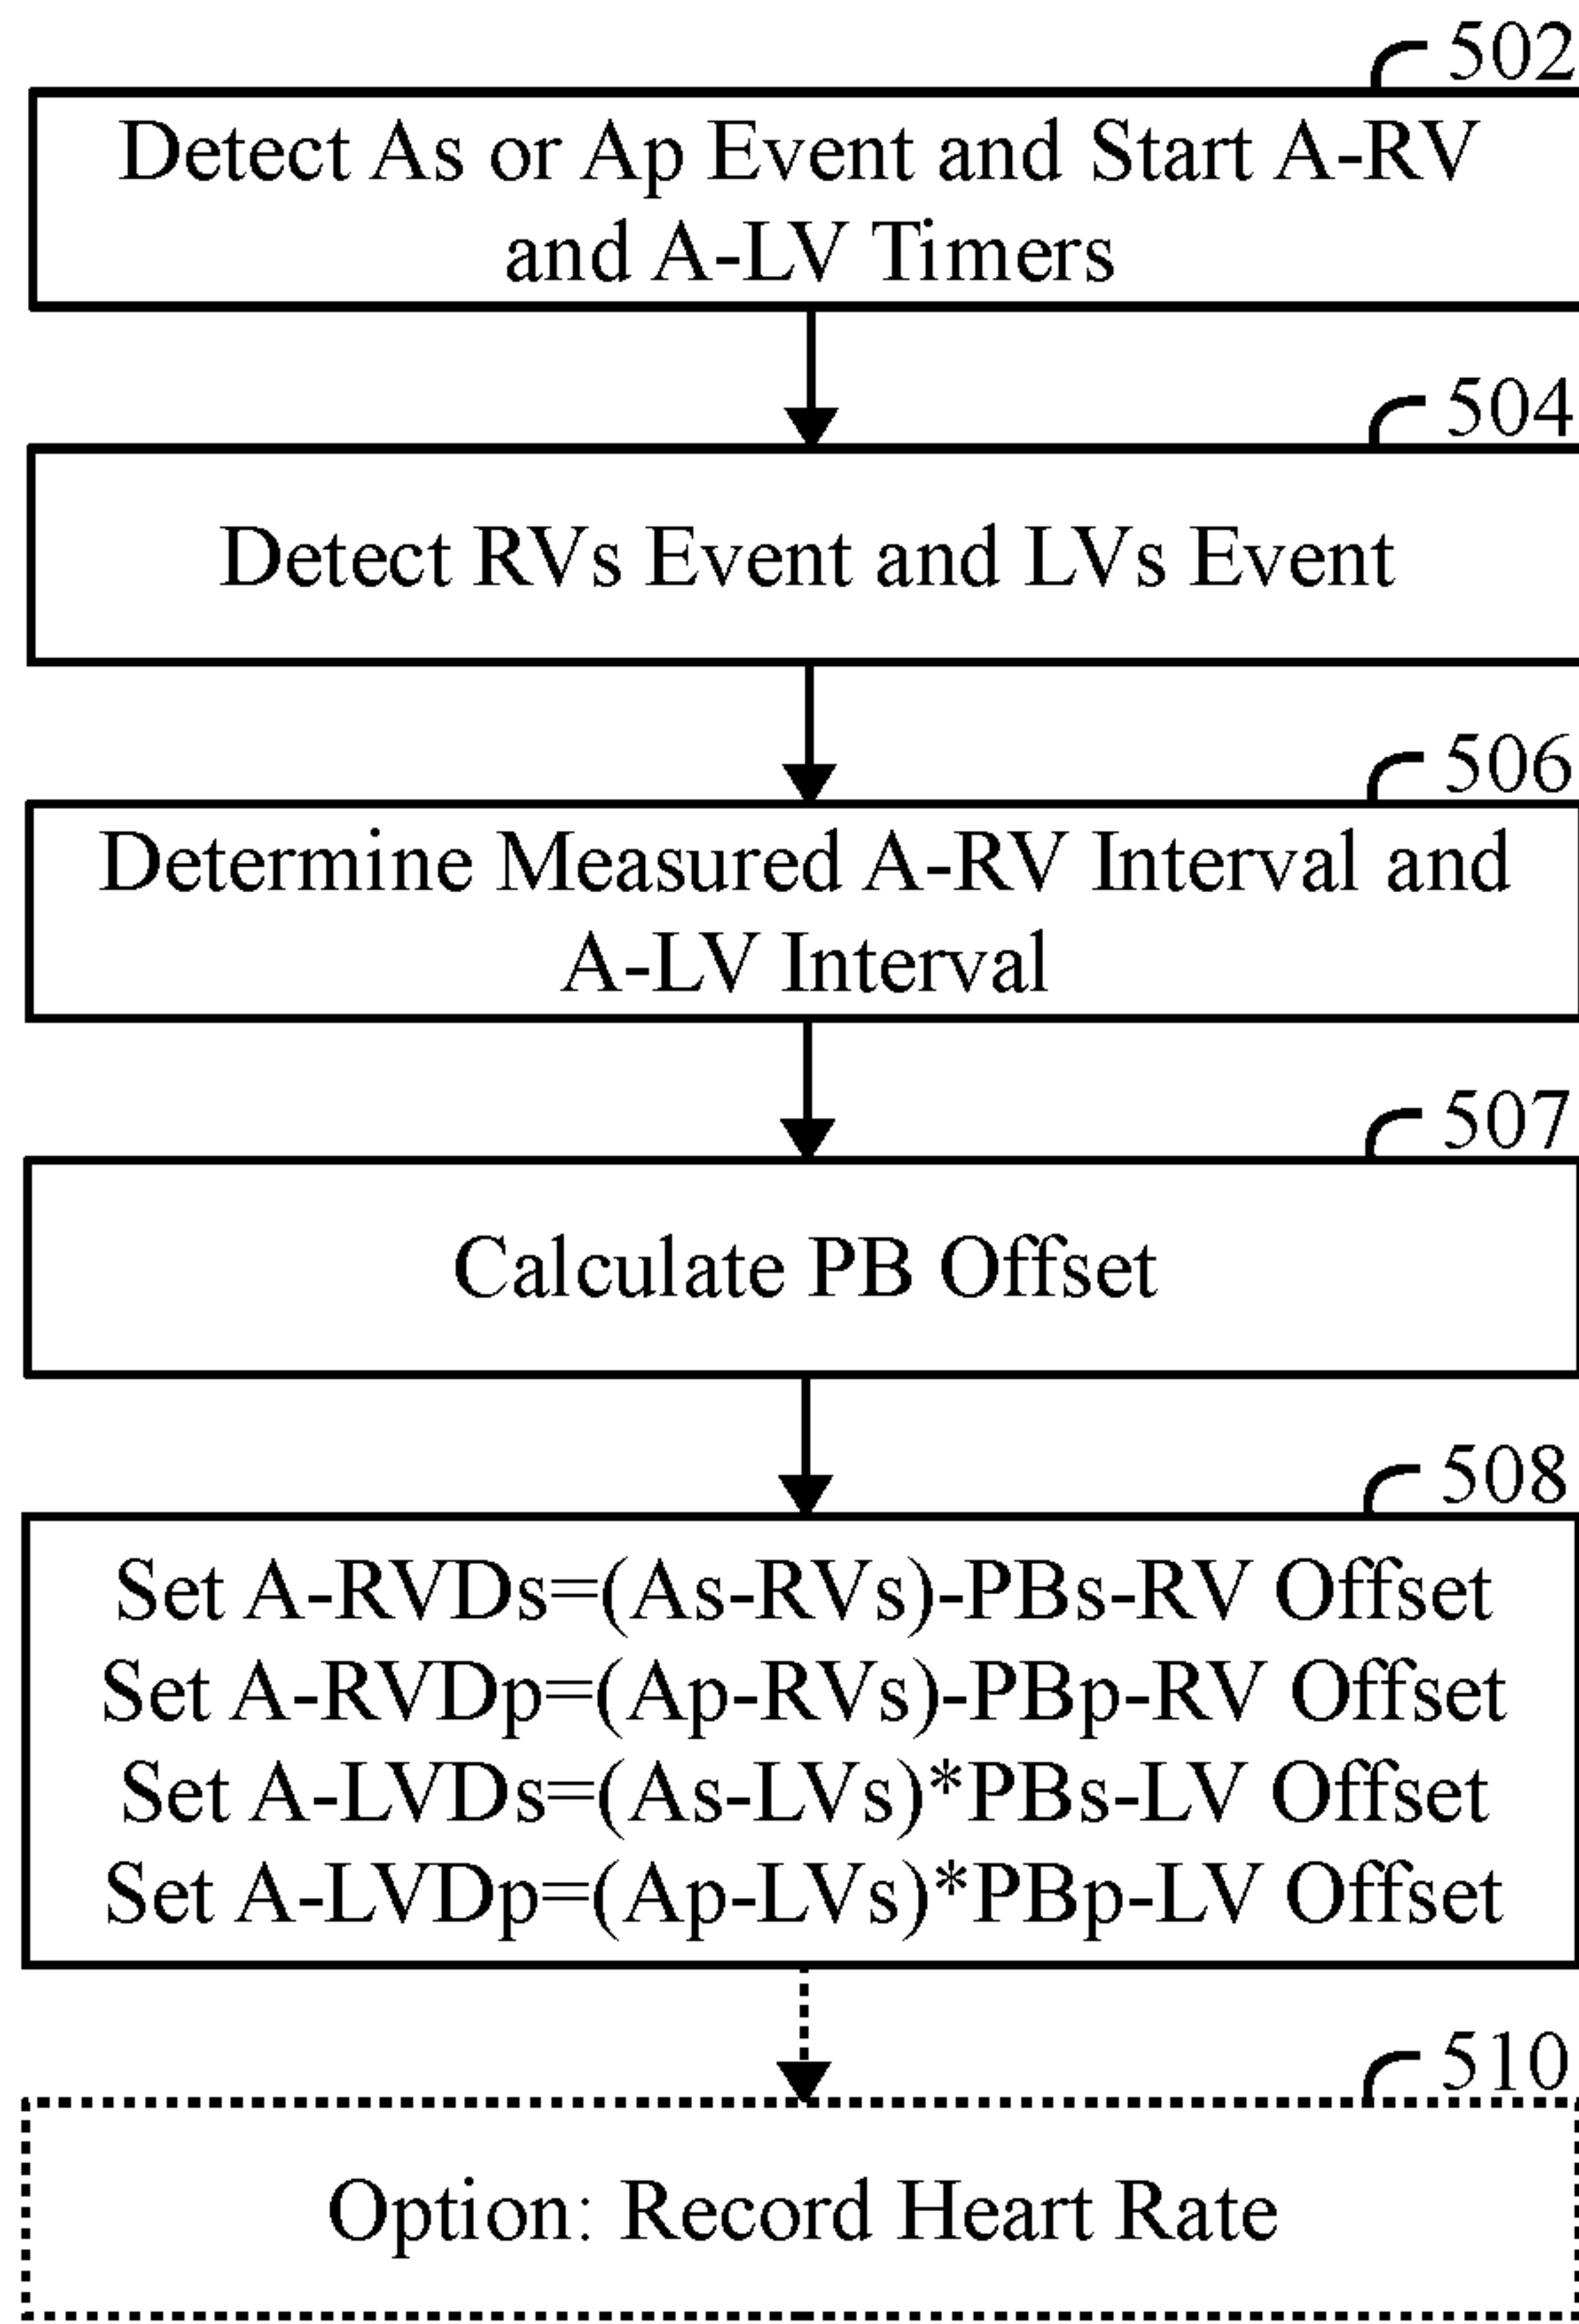 502
Detect As or Ap Event and Start A-RV
and A-LV Timers
504
Detect RVs Event and LVs Event
506
Determine Measured A-RV Interval and
A-LV Interval
507
Calculate PB Offset
508
Set A-RVDs=(As-RVs)-PBs-RV Offset
Set A-RVDp=(Ap-RVs)-PBp-RV Offset
Set A-LVDs=(As-LVs)*PBs-LV Offset
Set A-LVDp=(Ap-LVs)*PBp-LV Offset
510
Option: Record Heart Rate